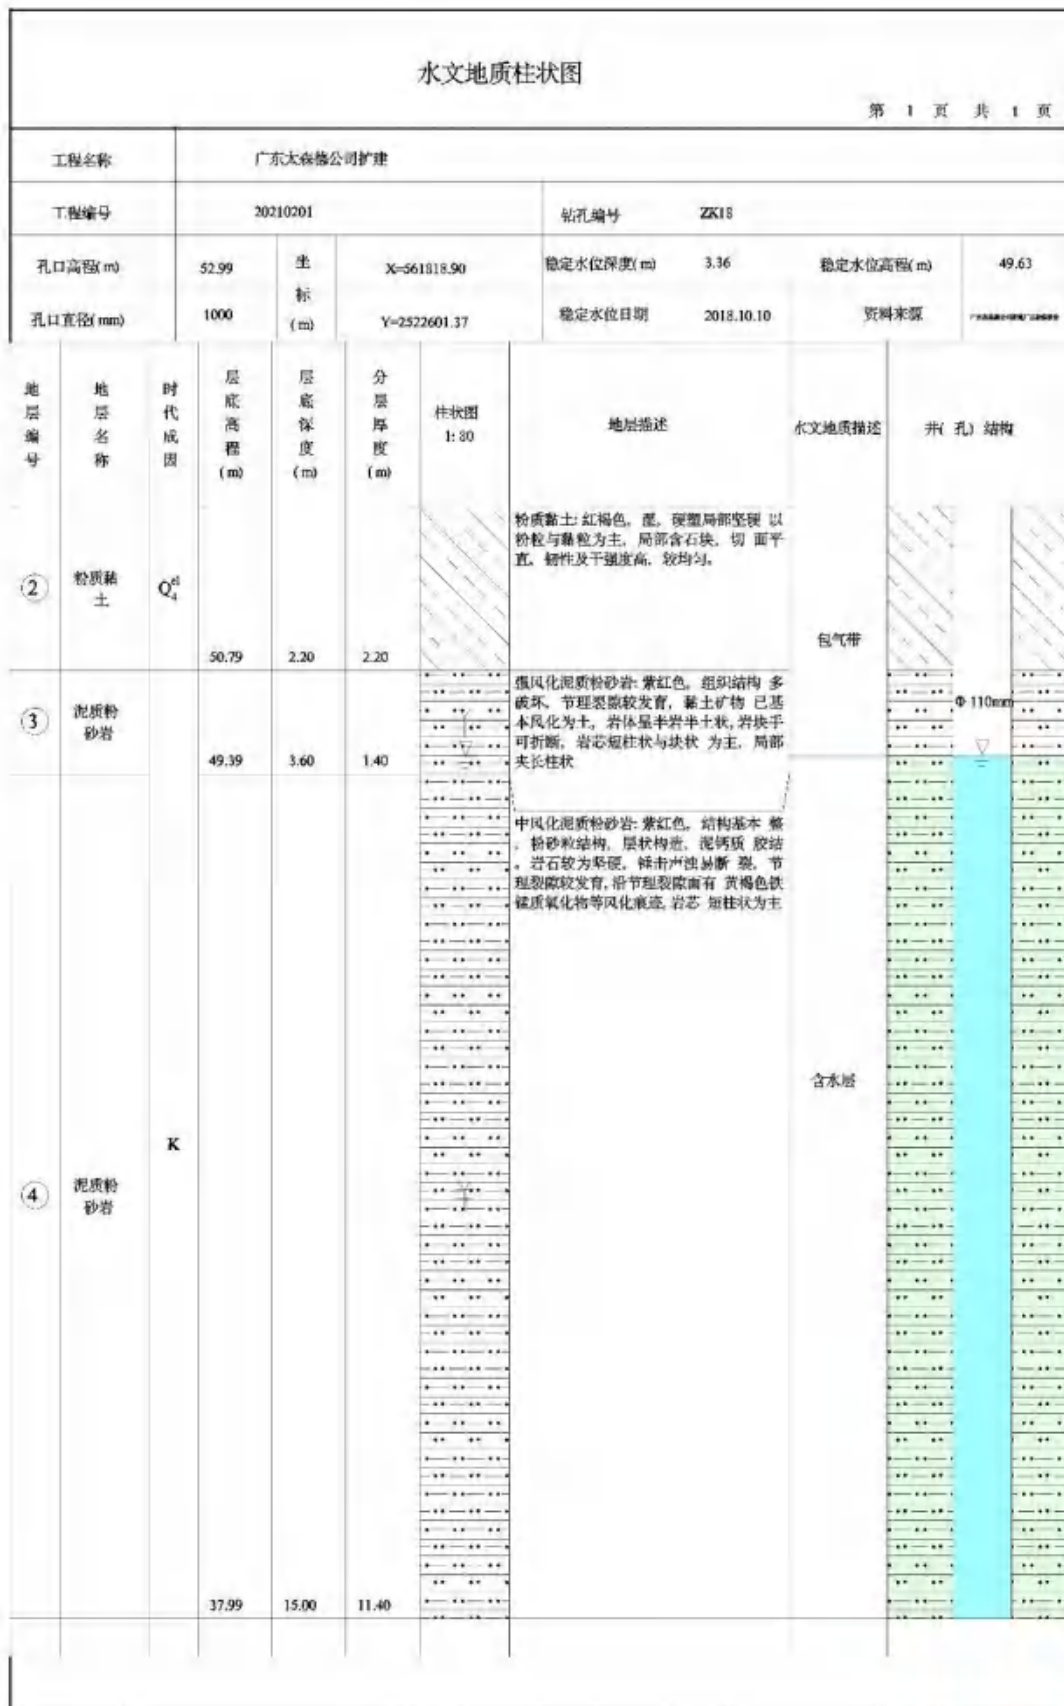 水文地质柱状图
第 1 页 共 1 页
工程名称 广东太森德公司扩建
工程编号 20210201 钻孔编号 ZK18
孔口高程(m) 52.99 坐标(m) X=561818.90 稳定水位深度(m) 3.36 稳定水位高程(m) 49.63
孔口直径(mm) 1000 Y=2522601.37 稳定水位日期 2018.10.10 资料来源
地层编号 地层名称 时代成因 层底高程(m) 层底深度(m) 分层厚度(m) 柱状图 1:80 地层描述 水文地质描述 井(孔)结构
粉质黏土: 红褐色, 湿, 硬塑局部坚硬 以
粉粒与黏粒为主, 局部含石块, 切 面平
直, 韧性及干强度高, 较均匀。
② 粉质黏土 Q₄ᵉˡ
包气带
50.79 2.20 2.20
强风化泥质粉砂岩: 紫红色, 组织结构 多
破坏, 节理裂隙较发育, 黏土矿物 已基
本风化为土, 岩体呈半岩半土状, 岩块手
可折断, 岩芯短柱状与块状 为主, 局部
夹长柱状
③ 泥质粉砂岩
Φ 110mm
49.39 3.60 1.40
中风化泥质粉砂岩: 紫红色, 结构基本 整
, 粉砂粒结构, 层状构造, 泥钙质 胶结
, 岩石较为坚硬, 锤击声浊易断 裂, 节
理裂隙较发育, 沿节理裂隙面有 黄褐色铁
锰质氧化物等风化痕迹, 岩芯 短柱状为主
含水层
K
④ 泥质粉砂岩
37.99 15.00 11.40